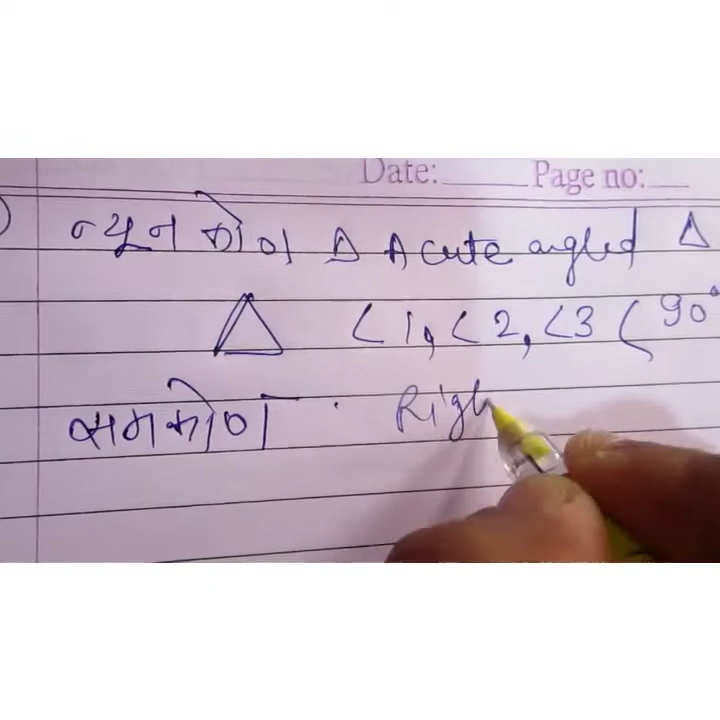 Date: Page no:
) न्यून कोण Δ Acute angled Δ
Δ <1, <2, <3 ( 90°
समकोण . Righ